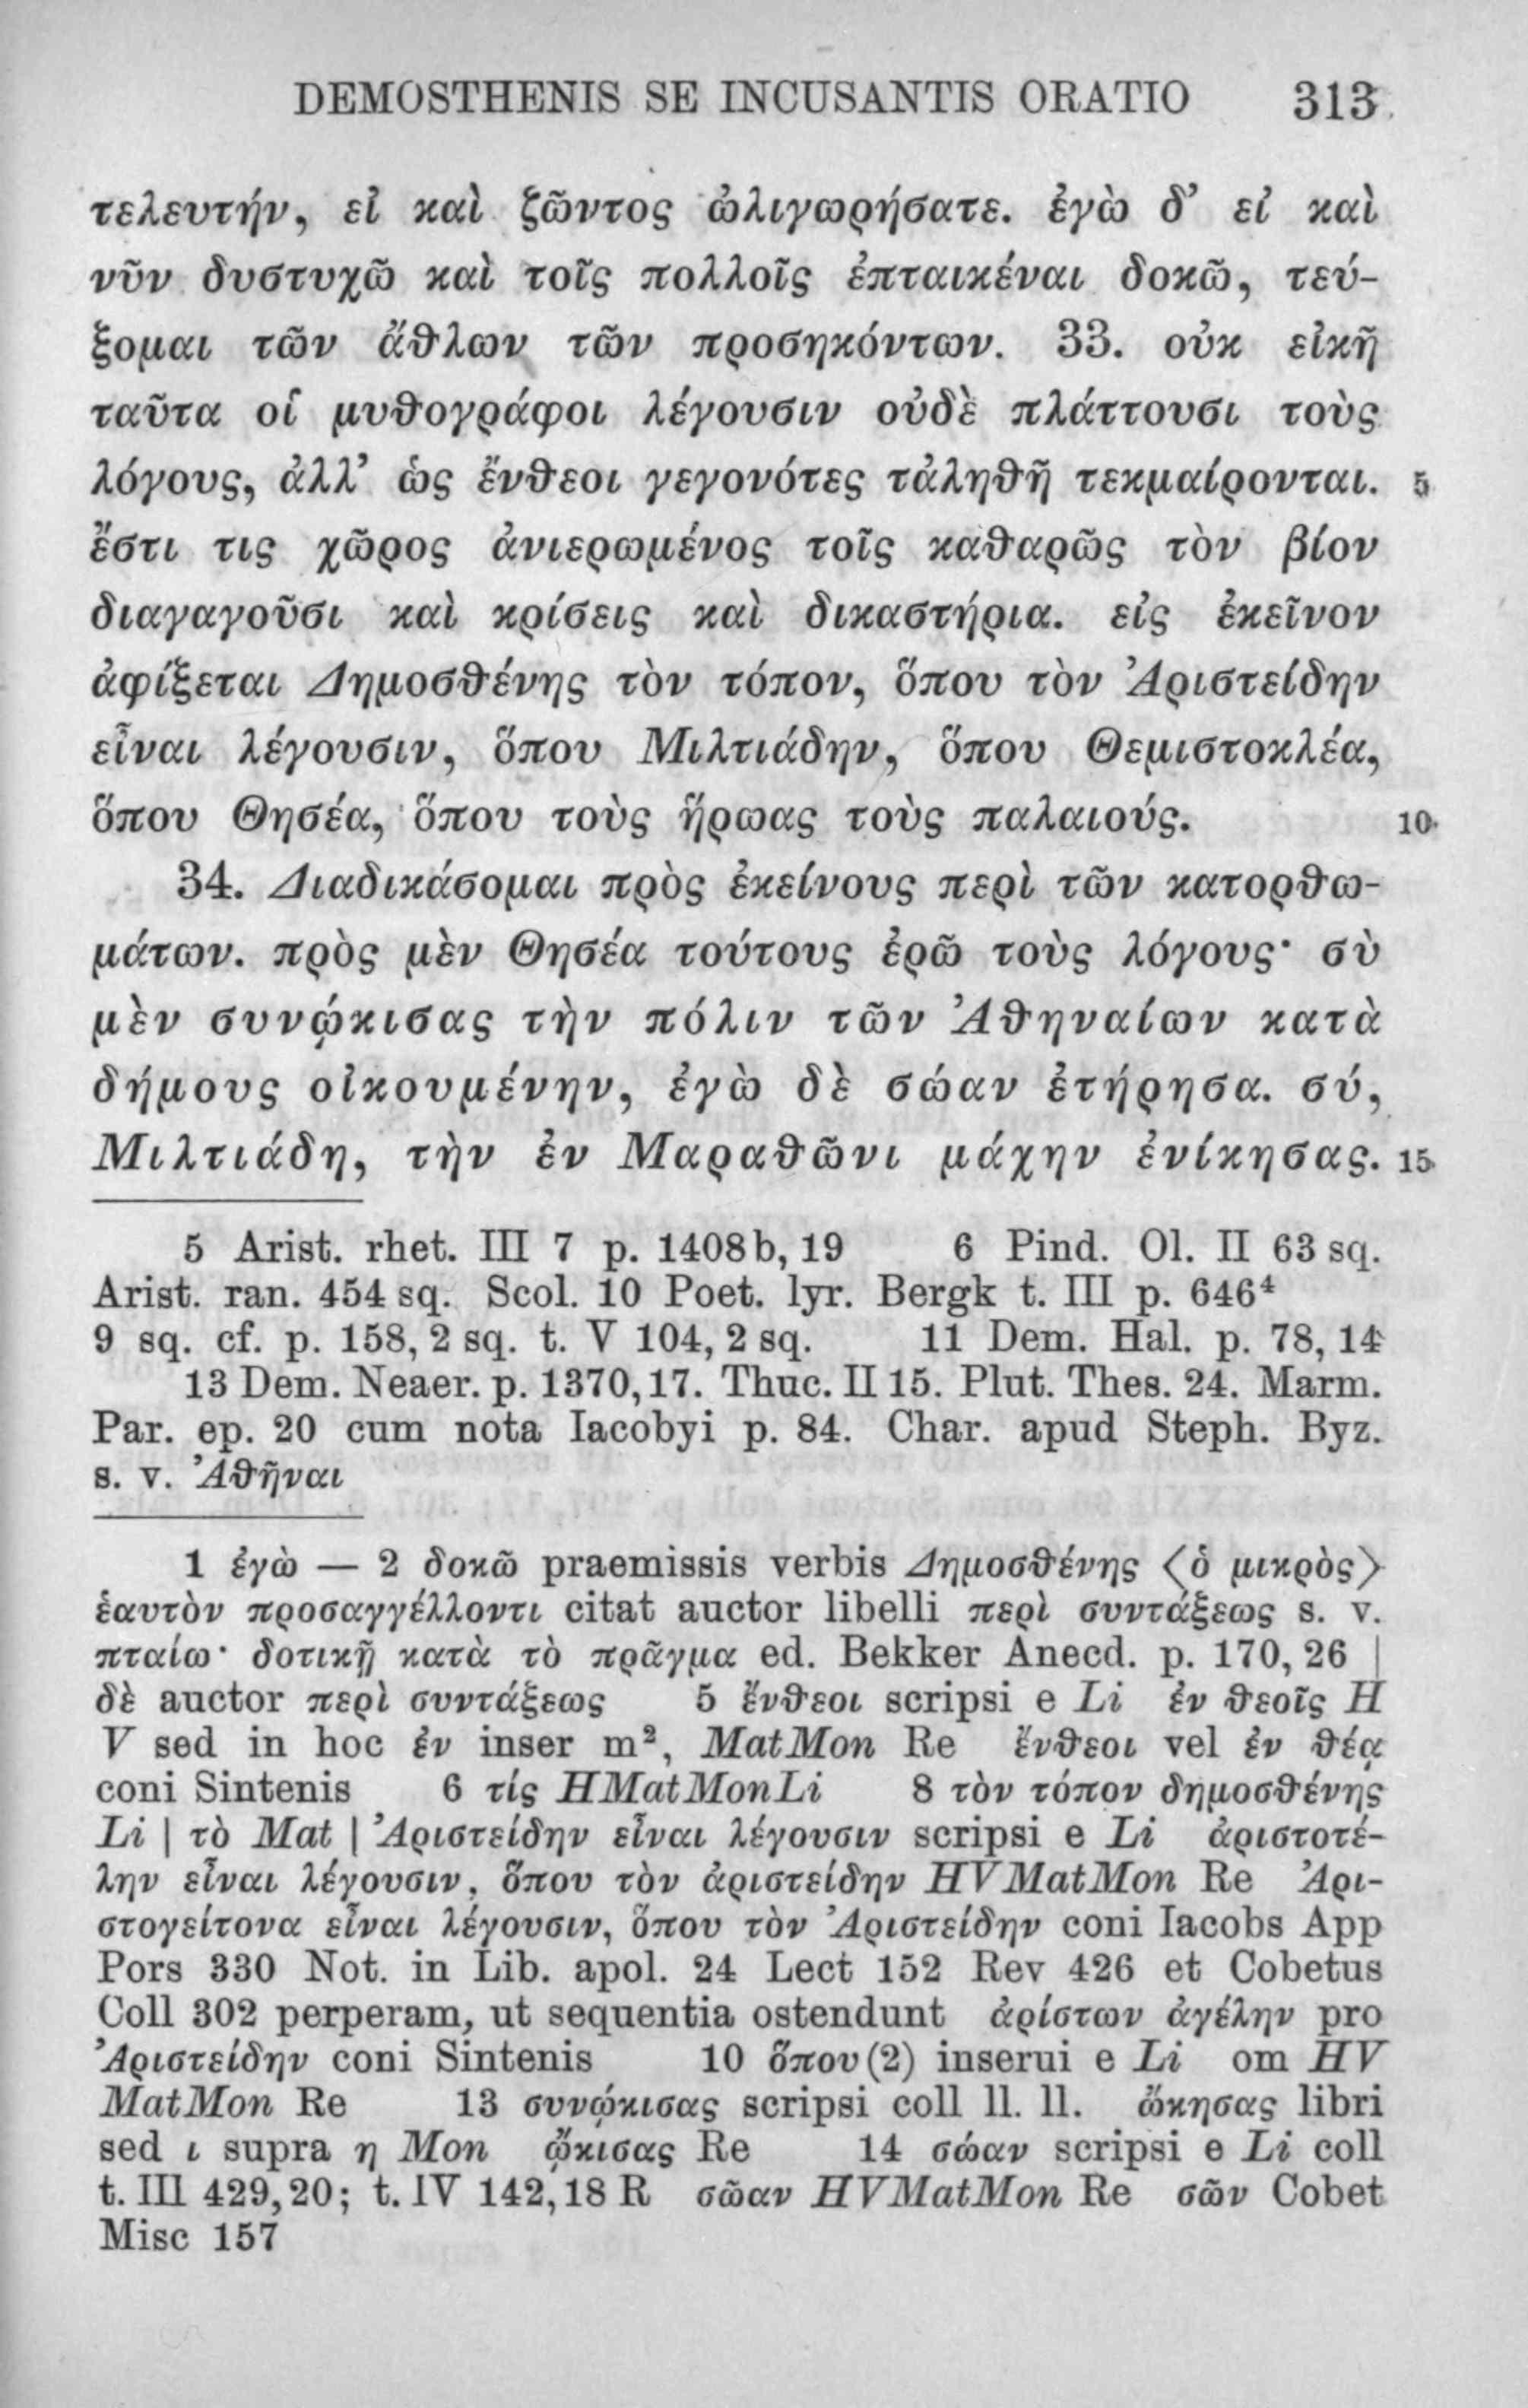 DEMOSTHENIS SE INCUSANTIS ORATIO 313
τελευτήν, εἰ καὶ ζῶντος ὠλιγωρήσατε. ἐγὼ δ’ εἰ καὶ
νῦν δυστυχῶ καὶ τοῖς πολλοῖς ἐπταικέναι δοκῶ, τεύ-
ξομαι τῶν ἄθλων τῶν προσηκόντων. 33. οὐκ εἰκῆ
ταῦτα οἱ μυθογράφοι λέγουσιν οὐδὲ πλάττουσι τοὺς
λόγους, ἀλλ’ ὡς ἔνθεοι γεγονότες τἀληθῆ τεκμαίρονται. 5
ἔστι τις χῶρος ἀνιερωμένος τοῖς καθαρῶς τὸν βίον
διαγαγοῦσι καὶ κρίσεις καὶ δικαστήρια. εἰς ἐκεῖνον
ἀφίξεται Δημοσθένης τὸν τόπον, ὅπου τὸν Ἀριστείδην
εἶναι λέγουσιν, ὅπου Μιλτιάδην, ὅπου Θεμιστοκλέα,
ὅπου Θησέα, ὅπου τοὺς ἥρωας τοὺς παλαιούς. 10
34. Διαδικάσομαι πρὸς ἐκείνους περὶ τῶν κατορθω-
μάτων. πρὸς μὲν Θησέα τούτους ἐρῶ τοὺς λόγους· σὺ
μὲν συνῴκισας τὴν πόλιν τῶν Ἀθηναίων κατὰ
δήμους οἰκουμένην, ἐγὼ δὲ σώαν ἐτήρησα. σύ,
Μιλτιάδη, τὴν ἐν Μαραθῶνι μάχην ἐνίκησας. 15
5 Arist. rhet. III 7 p. 1408b, 19 6 Pind. Ol. II 63 sq.
Arist. ran. 454 sq. Scol. 10 Poet. lyr. Bergk t. III p. 646⁴
9 sq. cf. p. 158, 2 sq. t. V 104, 2 sq. 11 Dem. Hal. p. 78, 14
13 Dem. Neaer. p. 1370, 17. Thuc. II 15. Plut. Thes. 24. Marm.
Par. ep. 20 cum nota Iacobyi p. 84. Char. apud Steph. Byz.
s. v. Ἀθῆναι
1 ἐγὼ — 2 δοκῶ praemissis verbis Δημοσθένης ⟨ὁ μικρὸς⟩
ἑαυτὸν προσαγγέλλοντι citat auctor libelli περὶ συντάξεως s. v.
πταίω· δοτικῇ κατὰ τὸ πρᾶγμα ed. Bekker Anecd. p. 170, 26 |
δὲ auctor περὶ συντάξεως 5 ἔνθεοι scripsi e Li ἐν θεοῖς H
V sed in hoc ἐν inser m², MatMon Re ἔνθεοι vel ἐν θέᾳ
coni Sintenis 6 τίς HMatMonLi 8 τὸν τόπον δημοσθένης
Li | τὸ Mat | Ἀριστείδην εἶναι λέγουσιν scripsi e Li ἀριστοτέ-
λην εἶναι λέγουσιν, ὅπου τὸν ἀριστείδην HVMatMon Re Ἀρι-
στογείτονα εἶναι λέγουσιν, ὅπου τὸν Ἀριστείδην coni Iacobs App
Pors 330 Not. in Lib. apol. 24 Lect 152 Rev 426 et Cobetus
Coll 302 perperam, ut sequentia ostendunt ἀρίστων ἀγέλην pro
Ἀριστείδην coni Sintenis 10 ὅπου (2) inserui e Li om HV
MatMon Re 13 συνῴκισας scripsi coll ll. ll. ὤκησας libri
sed ι supra η Mon ᾤκισας Re 14 σώαν scripsi e Li coll
t. III 429, 20; t. IV 142, 18 R σῶαν HVMatMon Re σῶν Cobet
Misc 157